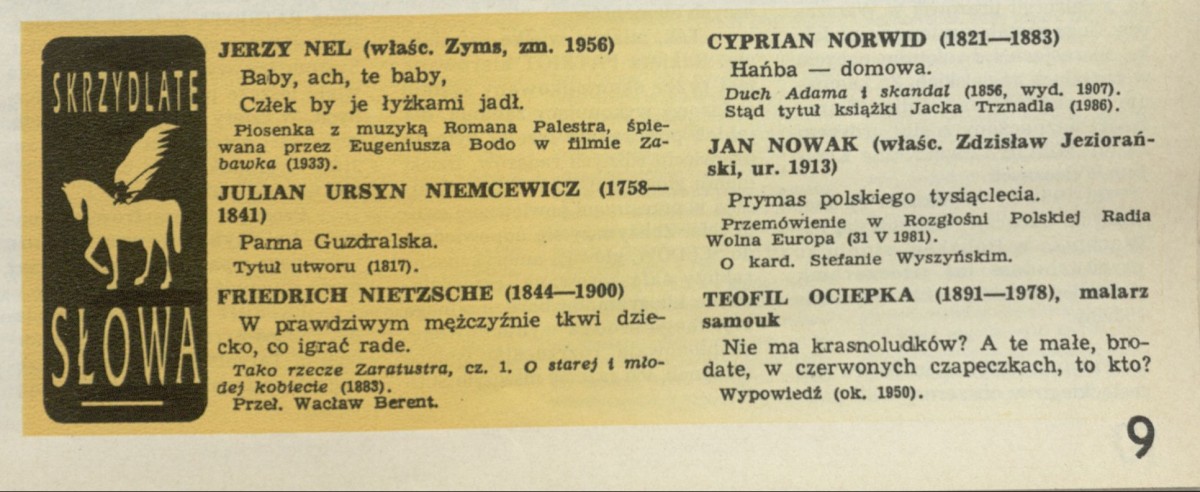 SKRZYDLATE
SŁOWA
JERZY NEL (właśc. Zyms, zm. 1956)
Baby, ach, te baby,
Człek by je łyżkami jadł.
Piosenka z muzyką Romana Palestra, śpie-
wana przez Eugeniusza Bodo w filmie Za-
bawka (1933).
JULIAN URSYN NIEMCEWICZ (1758—
1841)
Panna Guzdralska.
Tytuł utworu (1817).
FRIEDRICH NIETZSCHE (1844—1900)
W prawdziwym mężczyźnie tkwi dzie-
cko, co igrać rade.
Tako rzecze Zaratustra, cz. 1. O starej i mło-
dej kobiecie (1883).
Przeł. Wacław Berent.
CYPRIAN NORWID (1821—1883)
Hańba — domowa.
Duch Adama i skandal (1856, wyd. 1907).
Stąd tytuł książki Jacka Trznadla (1986).
JAN NOWAK (właśc. Zdzisław Jeziorań-
ski, ur. 1913)
Prymas polskiego tysiąclecia.
Przemówienie w Rozgłośni Polskiej Radia
Wolna Europa (31 V 1981).
O kard. Stefanie Wyszyńskim.
TEOFIL OCIEPKA (1891—1978), malarz
samouk
Nie ma krasnoludków? A te małe, bro-
date, w czerwonych czapeczkach, to kto?
Wypowiedź (ok. 1950).
9